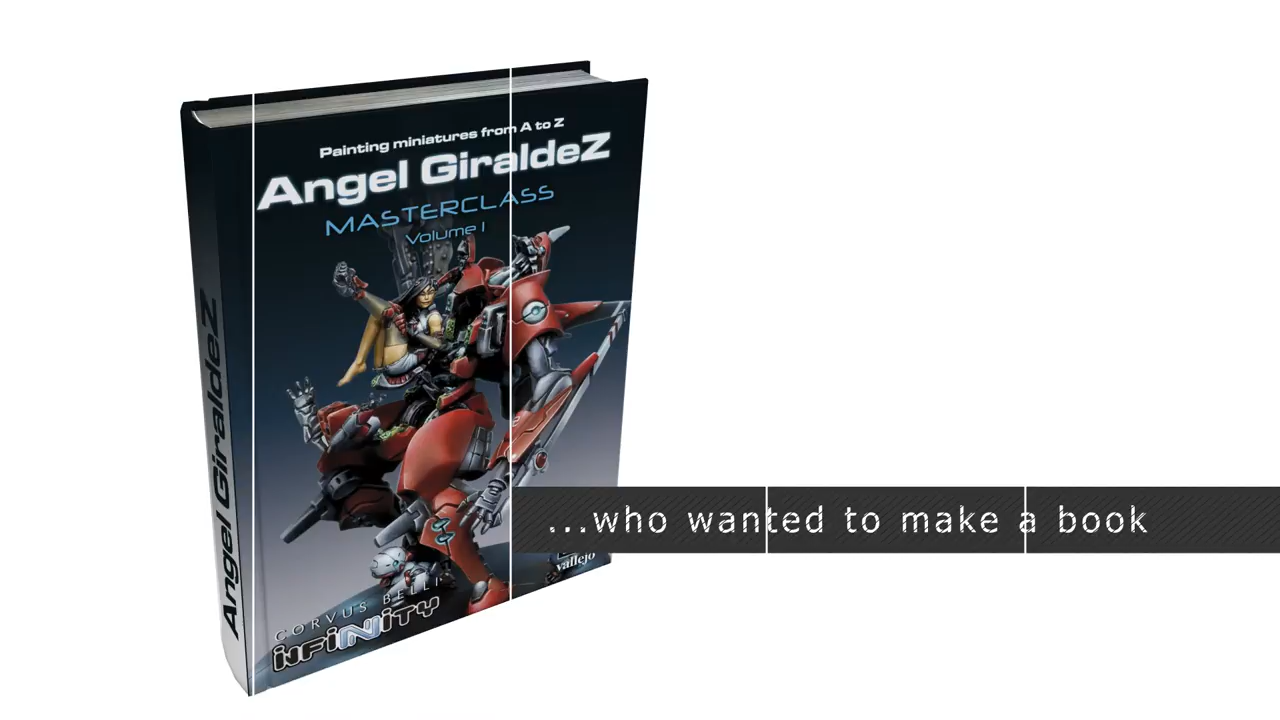 Painting miniatures from A to Z
Angel GiraldeZ
MASTERCLASS
Volume I
Angel GiraldeZ
...who wanted to make a book
vallejo
CORVUS BELLI
iNFiNiTY